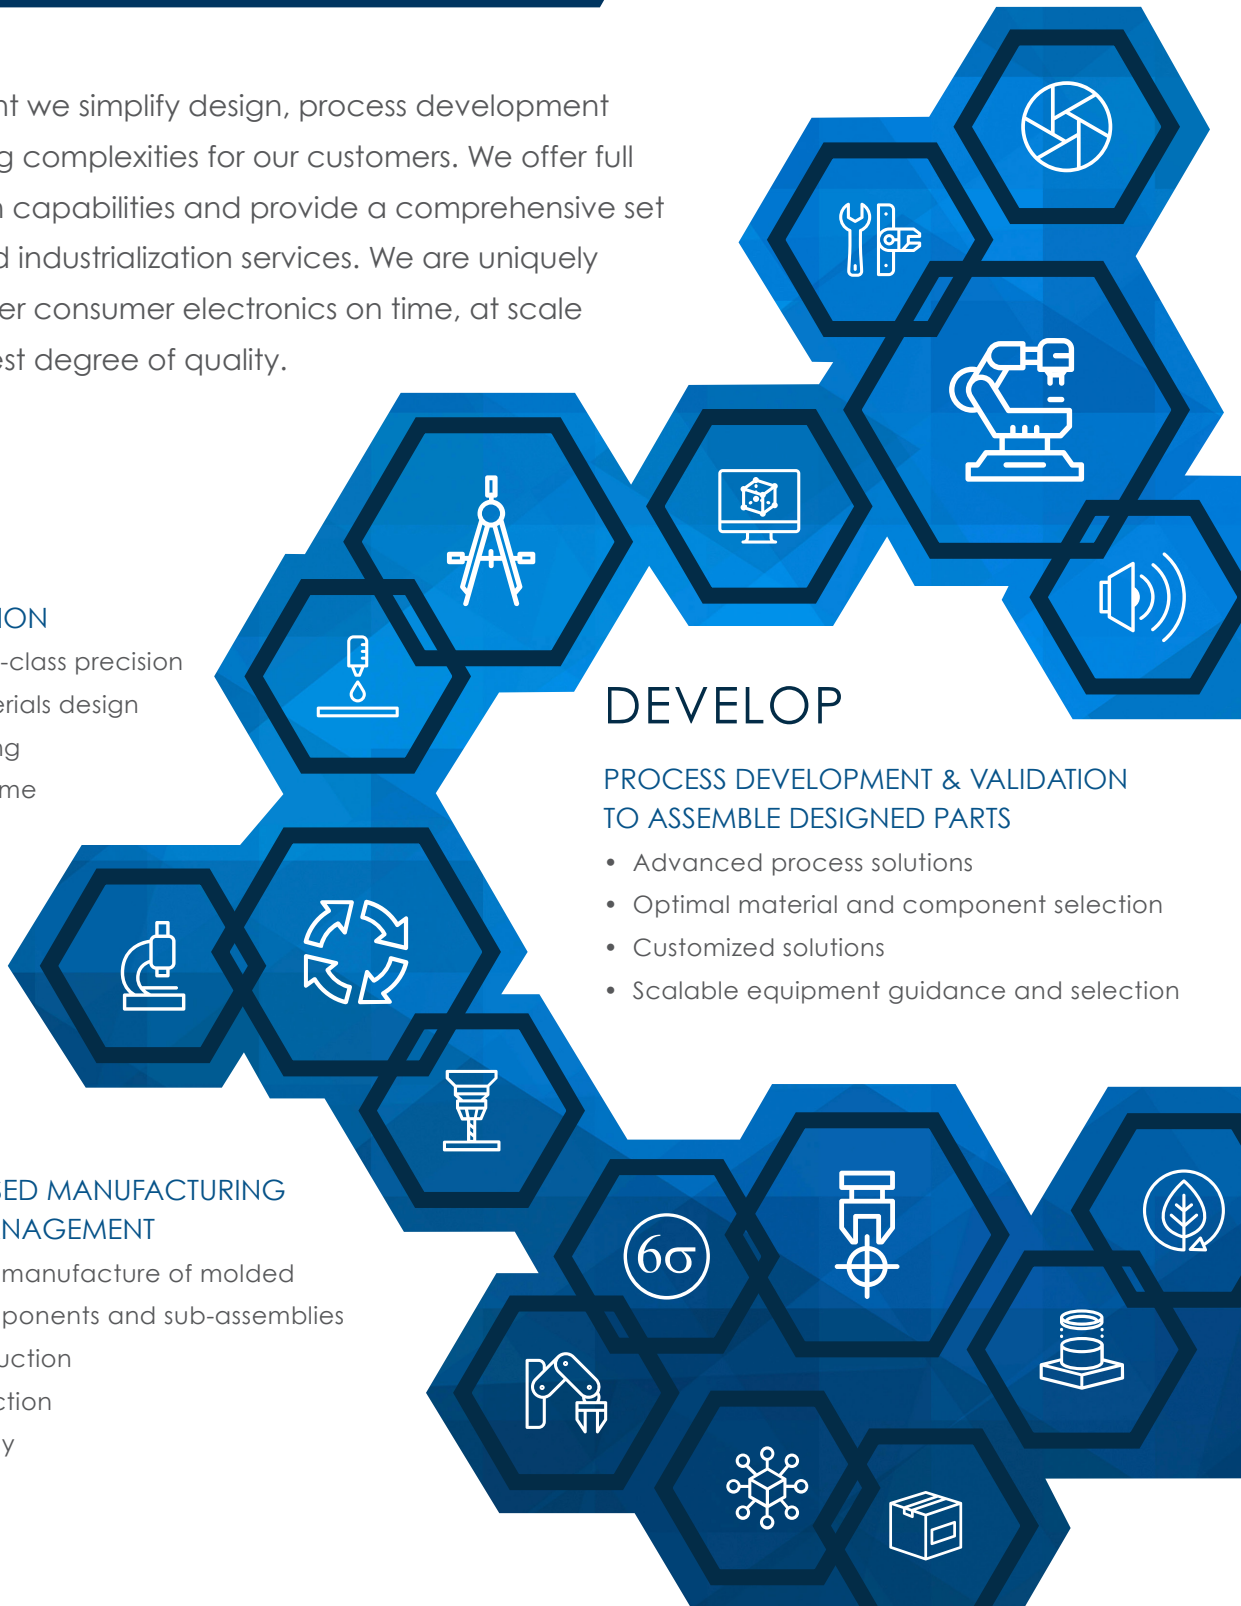 nt we simplify design, process development
g complexities for our customers. We offer full
n capabilities and provide a comprehensive set
d industrialization services. We are uniquely
er consumer electronics on time, at scale
est degree of quality.
ION
-class precision
erials design
ng
me
DEVELOP
PROCESS DEVELOPMENT & VALIDATION
TO ASSEMBLE DESIGNED PARTS
• Advanced process solutions
• Optimal material and component selection
• Customized solutions
• Scalable equipment guidance and selection
SED MANUFACTURING
NAGEMENT
manufacture of molded
ponents and sub-assemblies
uction
ction
y
6σ